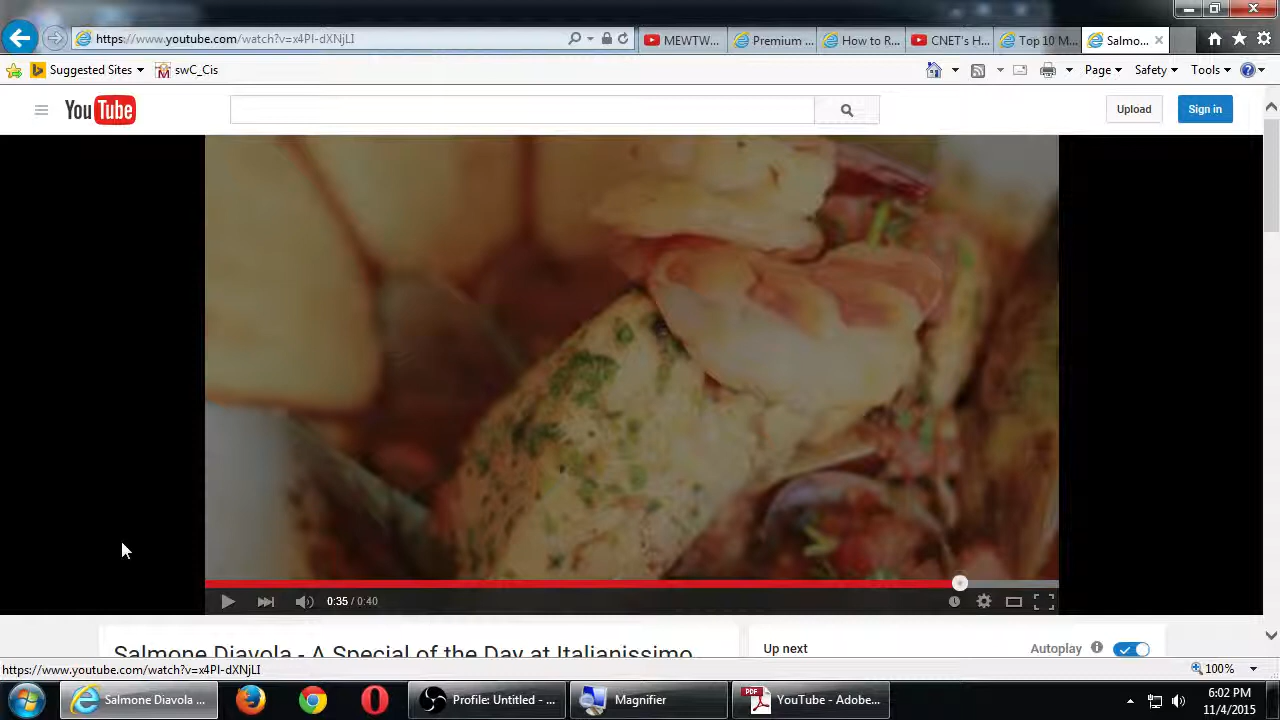 https://www.youtube.com/watch?v=x4PI-dXNjLI
MEWTW...
Premium ...
How to R...
CNET's H...
Top 10 M...
Salmo...
Suggested Sites
swC_Cis
Page
Safety
Tools
YouTube
Upload
Sign in
0:35 / 0:40
Salmone Diavola - A Special of the Day at Italianissimo
Up next
Autoplay
https://www.youtube.com/watch?v=x4PI-dXNjLI
100%
Salmone Diavola ...
Profile: Untitled - ...
Magnifier
PDF
YouTube - Adobe...
6:02 PM
11/4/2015